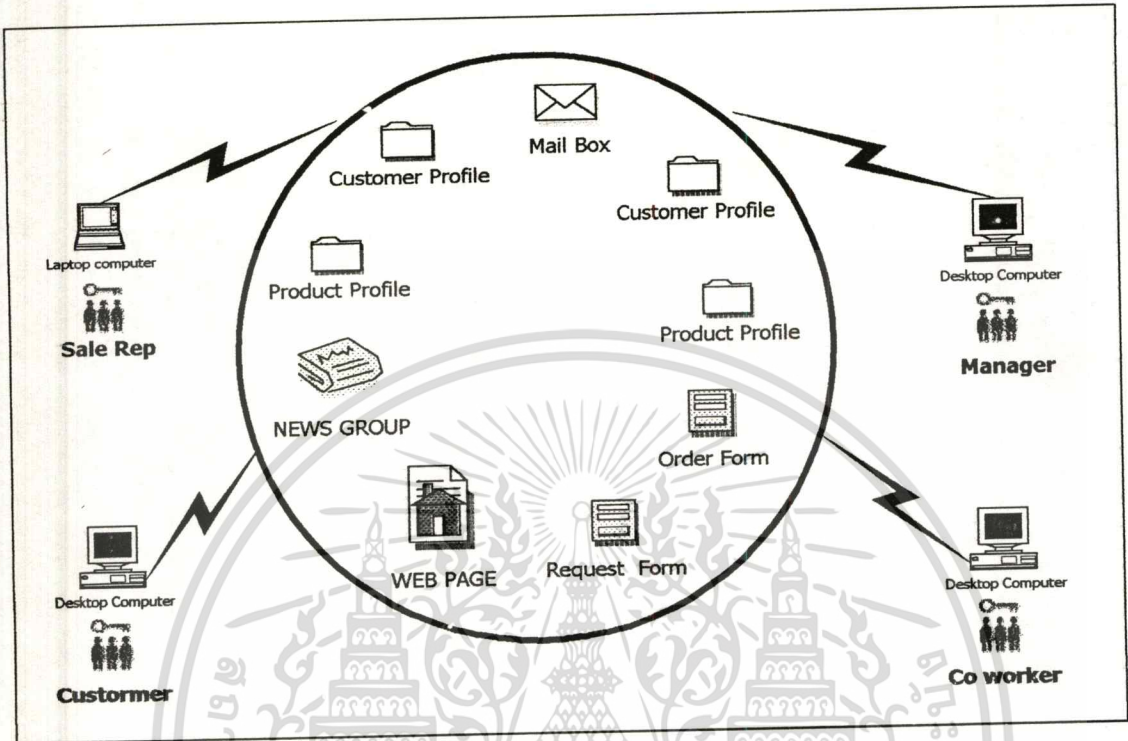 Mail Box
Customer Profile
Customer Profile
Laptop computer
Sale Rep
Desktop Computer
Manager
Product Profile
Product Profile
NEWS GROUP
Order Form
WEB PAGE
Request Form
Desktop Computer
Custormer
Desktop Computer
Co worker